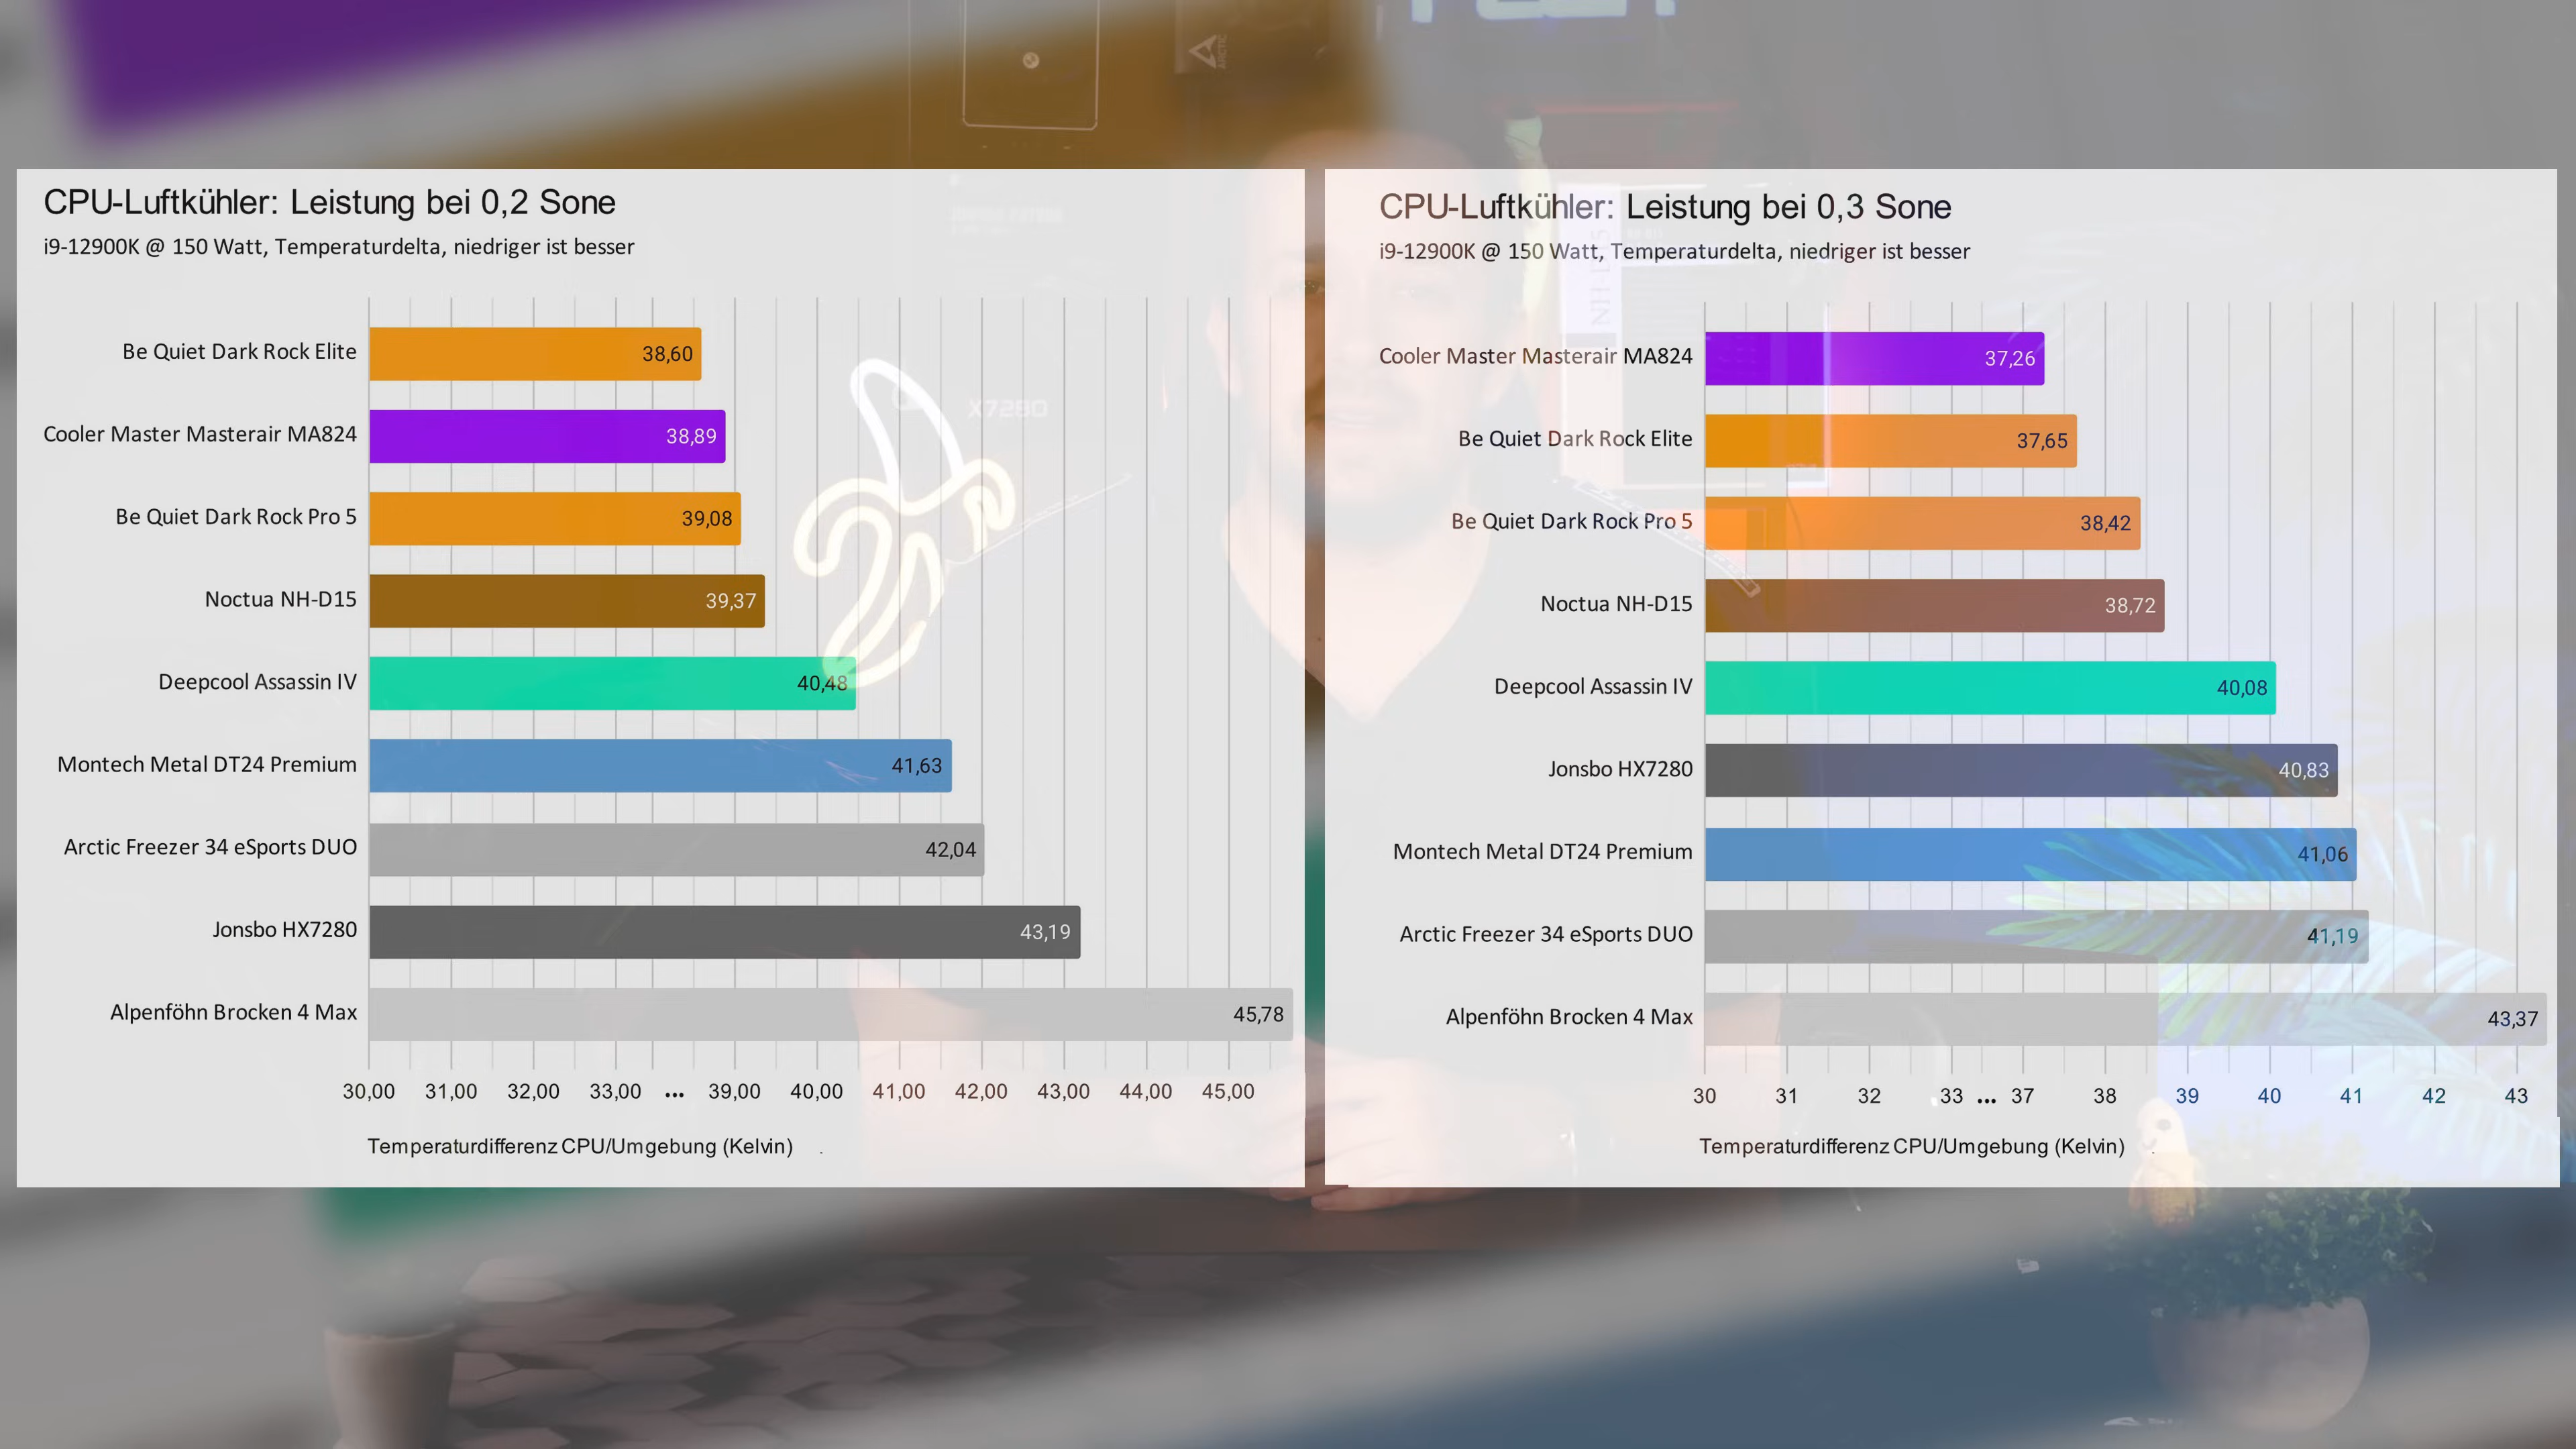 ARCTIC
CPU-Luftkühler: Leistung bei 0,2 Sone
i9-12900K @ 150 Watt, Temperaturdelta, niedriger ist besser
Be Quiet Dark Rock Elite 38,60
Cooler Master Masterair MA824 38,89
Be Quiet Dark Rock Pro 5 39,08
Noctua NH-D15 39,37
Deepcool Assassin IV 40,48
Montech Metal DT24 Premium 41,63
Arctic Freezer 34 eSports DUO 42,04
Jonsbo HX7280 43,19
Alpenföhn Brocken 4 Max 45,78
30,00 31,00 32,00 33,00 ... 39,00 40,00 41,00 42,00 43,00 44,00 45,00
Temperaturdifferenz CPU/Umgebung (Kelvin)
X7280
CPU-Luftkühler: Leistung bei 0,3 Sone
i9-12900K @ 150 Watt, Temperaturdelta, niedriger ist besser
Cooler Master Masterair MA824 37,26
Be Quiet Dark Rock Elite 37,65
Be Quiet Dark Rock Pro 5 38,42
Noctua NH-D15 38,72
Deepcool Assassin IV 40,08
Jonsbo HX7280 40,83
Montech Metal DT24 Premium 41,06
Arctic Freezer 34 eSports DUO 41,19
Alpenföhn Brocken 4 Max 43,37
30 31 32 33 ... 37 38 39 40 41 42 43
Temperaturdifferenz CPU/Umgebung (Kelvin)